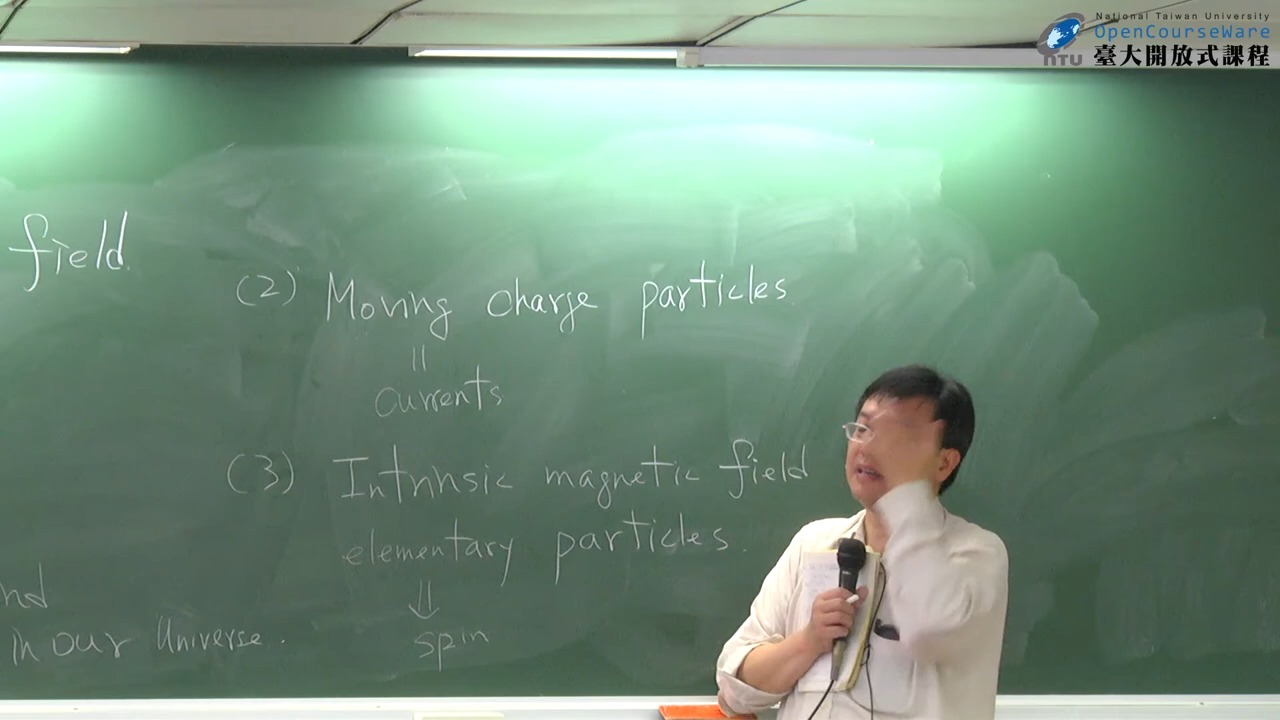 National Taiwan University
OpenCourseWare
臺大開放式課程
NTU
field
(2) Moving charge particles.
=
currents
(3) Intrinsic magnetic field
elementary particles.
⇓
spin
nd
in our Universe.